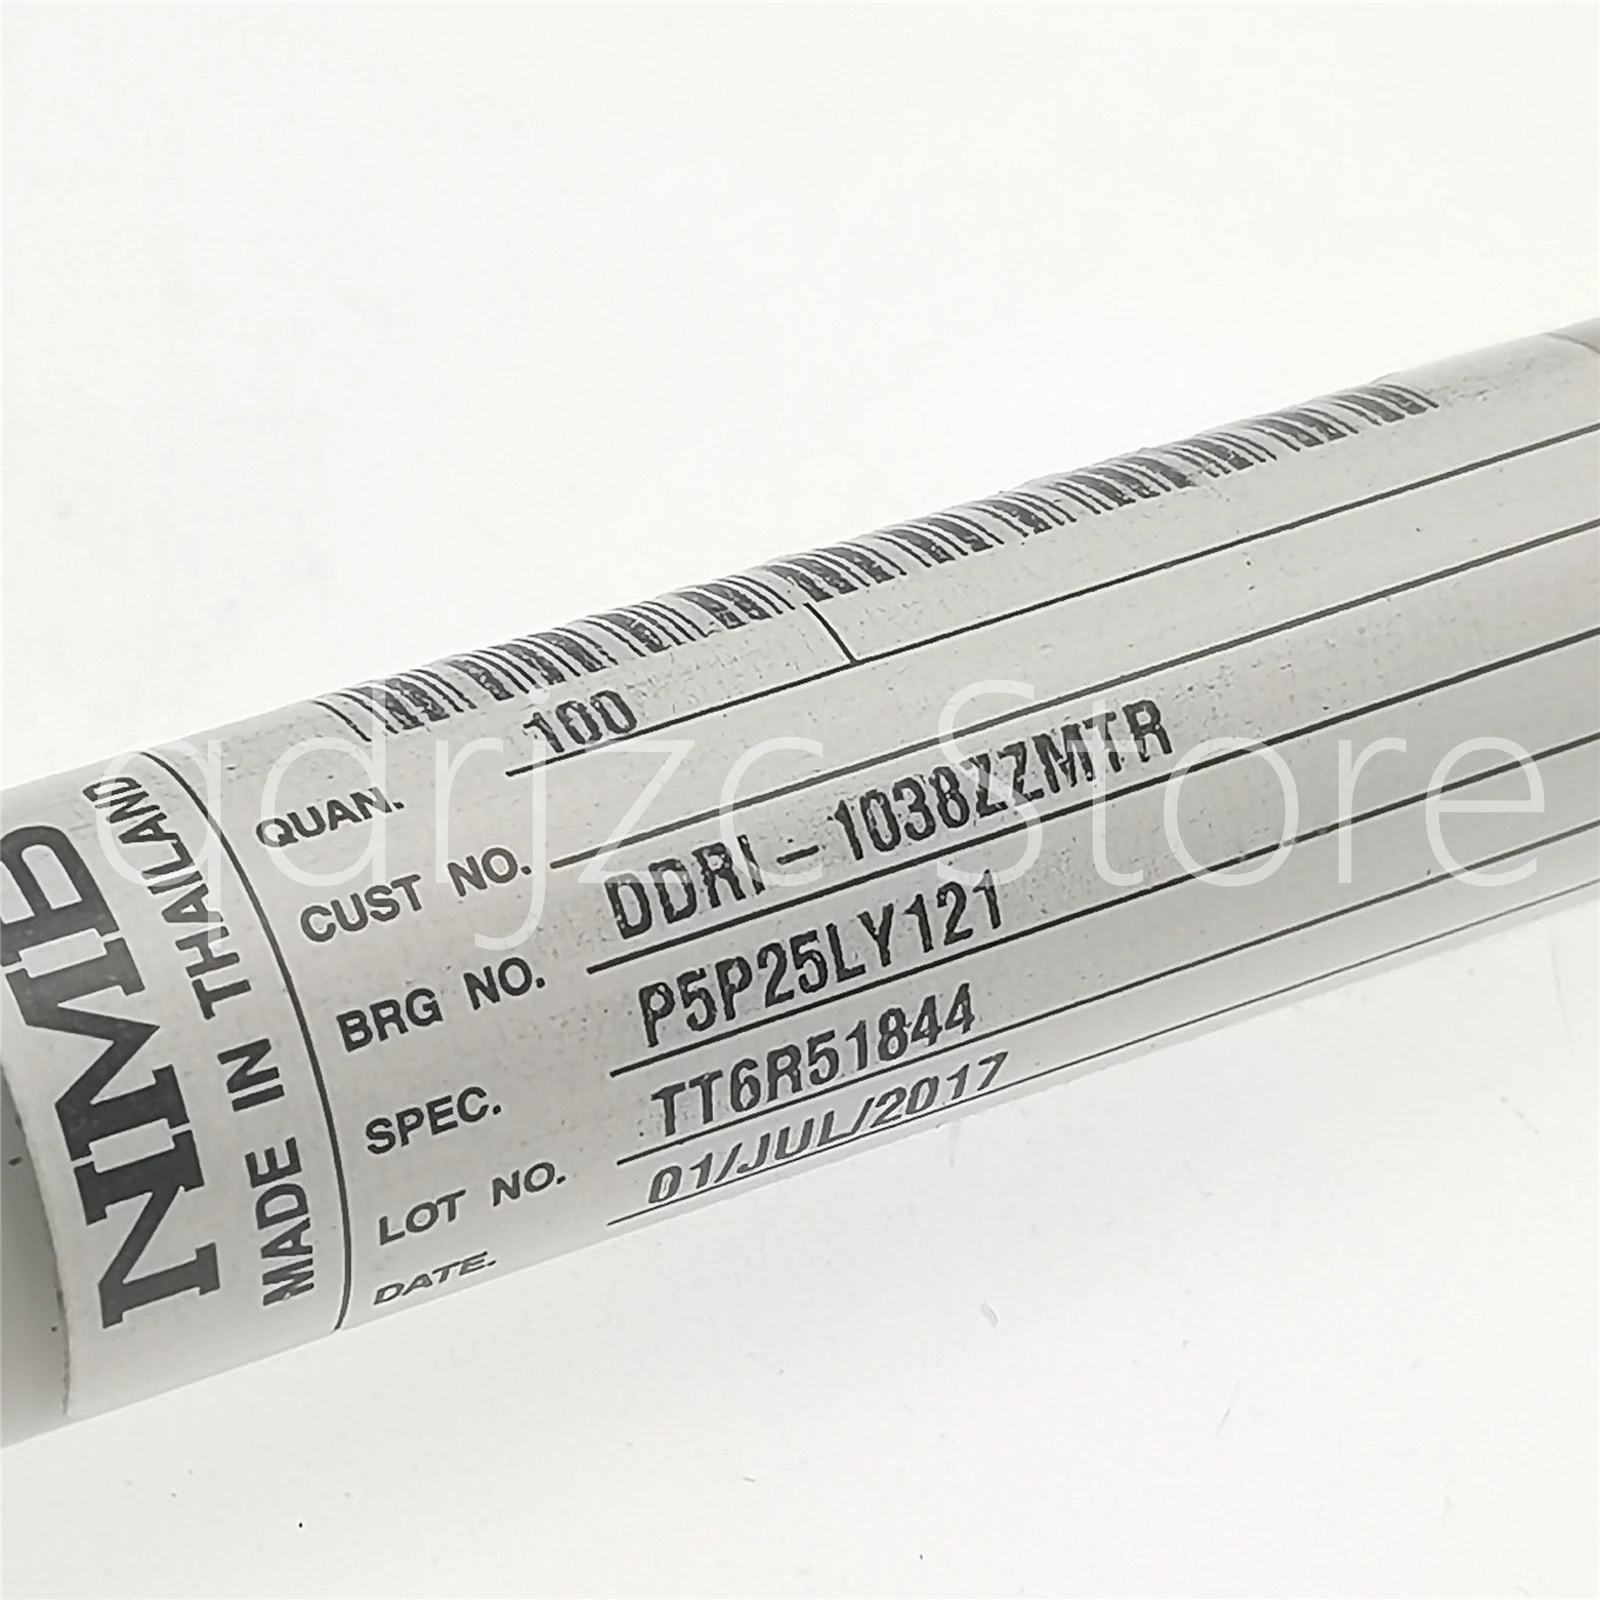 NMB
MADE IN THAILAND
QUAN. 100
CUST NO.
BRG NO. DDRI-1038ZZMTR
SPEC. P5P25LY121
LOT NO. TT6R51844
DATE. 01/JUL/2017
qdrjzc Store